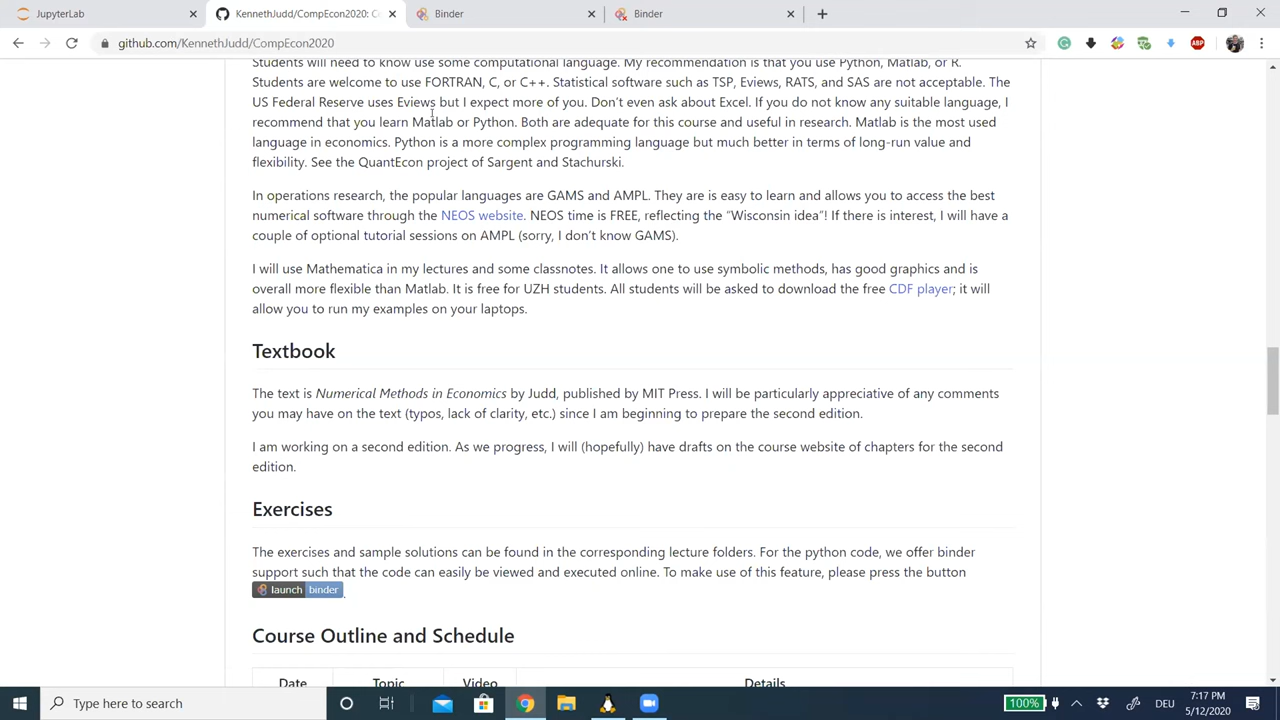 JupyterLab
KennethJudd/CompEcon2020: Co
Binder
Binder
github.com/KennethJudd/CompEcon2020
Students will need to know use some computational language. My recommendation is that you use Python, Matlab, or R.
Students are welcome to use FORTRAN, C, or C++. Statistical software such as TSP, Eviews, RATS, and SAS are not acceptable. The
US Federal Reserve uses Eviews but I expect more of you. Don't even ask about Excel. If you do not know any suitable language, I
recommend that you learn Matlab or Python. Both are adequate for this course and useful in research. Matlab is the most used
language in economics. Python is a more complex programming language but much better in terms of long-run value and
flexibility. See the QuantEcon project of Sargent and Stachurski.
In operations research, the popular languages are GAMS and AMPL. They are is easy to learn and allows you to access the best
numerical software through the NEOS website. NEOS time is FREE, reflecting the “Wisconsin idea”! If there is interest, I will have a
couple of optional tutorial sessions on AMPL (sorry, I don't know GAMS).
I will use Mathematica in my lectures and some classnotes. It allows one to use symbolic methods, has good graphics and is
overall more flexible than Matlab. It is free for UZH students. All students will be asked to download the free CDF player; it will
allow you to run my examples on your laptops.
Textbook
The text is Numerical Methods in Economics by Judd, published by MIT Press. I will be particularly appreciative of any comments
you may have on the text (typos, lack of clarity, etc.) since I am beginning to prepare the second edition.
I am working on a second edition. As we progress, I will (hopefully) have drafts on the course website of chapters for the second
edition.
Exercises
The exercises and sample solutions can be found in the corresponding lecture folders. For the python code, we offer binder
support such that the code can easily be viewed and executed online. To make use of this feature, please press the button
launch binder.
Course Outline and Schedule
Date Topic Video Details
Type here to search
100%
DEU
7:17 PM
5/12/2020